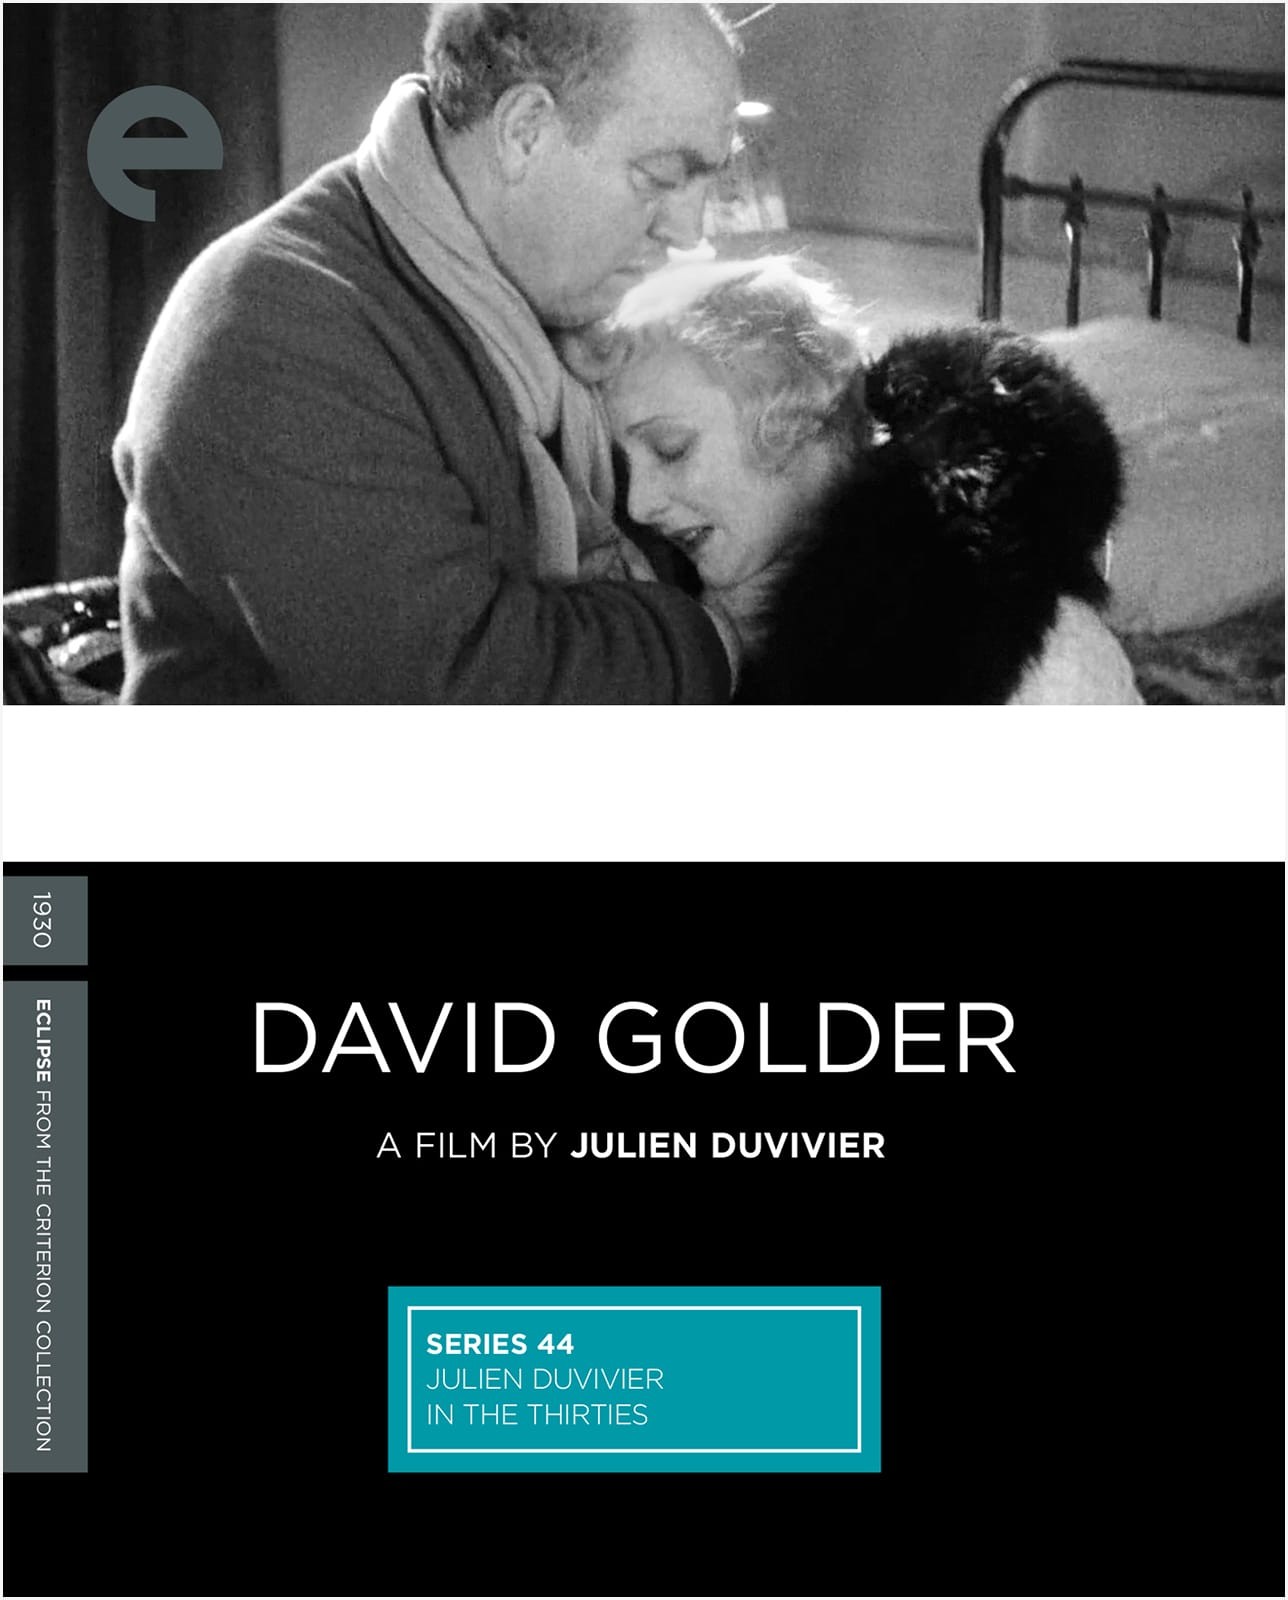 e
1930
ECLIPSE FROM THE CRITERION COLLECTION
DAVID GOLDER
A FILM BY JULIEN DUVIVIER
SERIES 44
JULIEN DUVIVIER
IN THE THIRTIES